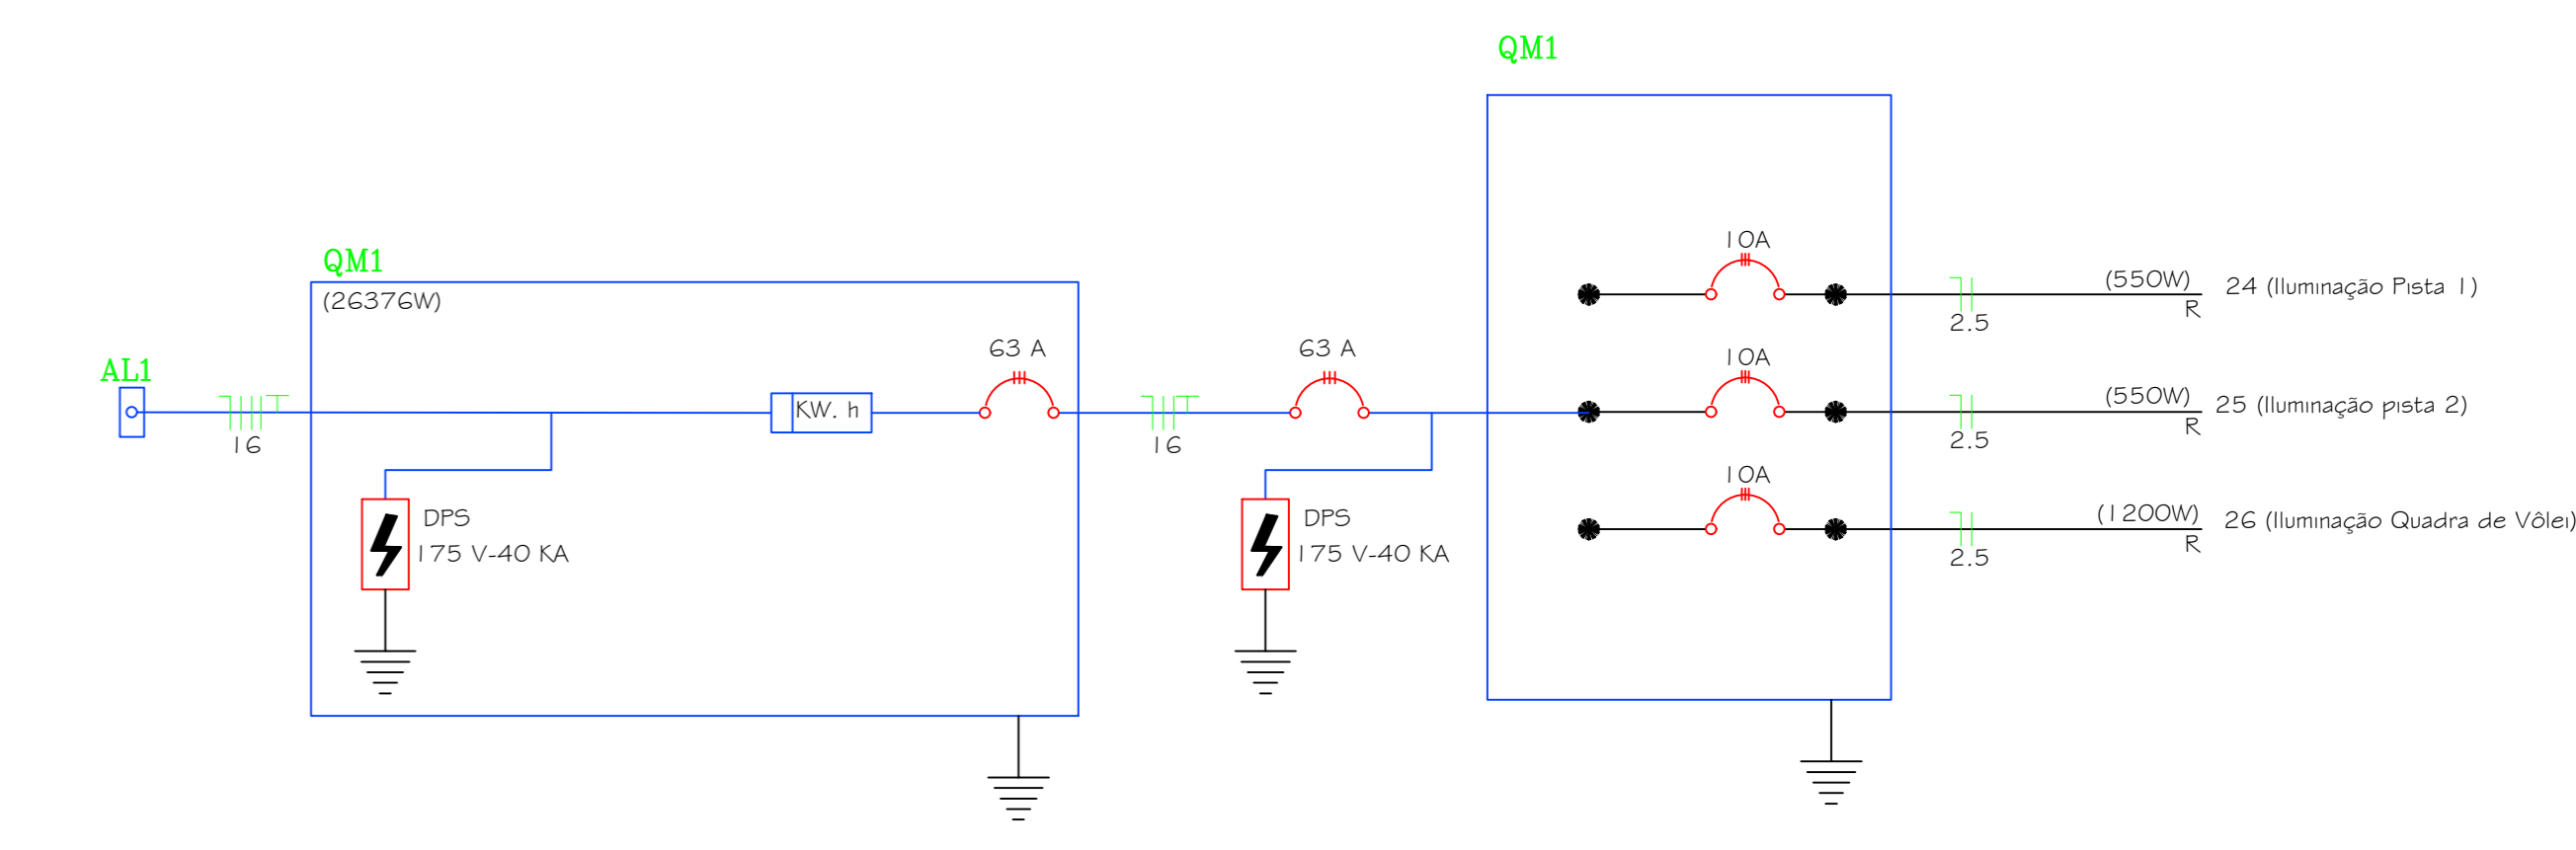 QM1
QM1
(26376W)
AL1
16
KW. h
63 A
DPS
175 V-40 KA
16
63 A
DPS
175 V-40 KA
10A
(550W)
R
2.5
24 (Iluminação Pista 1)
10A
(550W)
R
2.5
25 (Iluminação pista 2)
10A
(1200W)
R
2.5
26 (Iluminação Quadra de Vôlei)